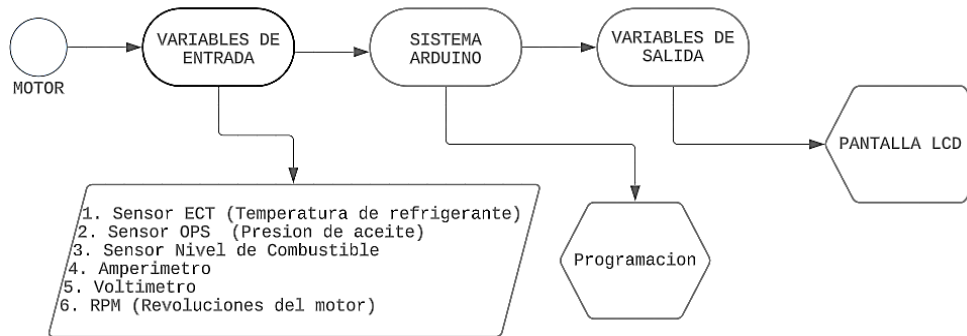 MOTOR
VARIABLES DE
ENTRADA
SISTEMA
ARDUINO
VARIABLES DE
SALIDA
PANTALLA LCD
1. Sensor ECT (Temperatura de refrigerante)
2. Sensor OPS (Presion de aceite)
3. Sensor Nivel de Combustible
4. Amperimetro
5. Voltimetro
6. RPM (Revoluciones del motor)
Programacion